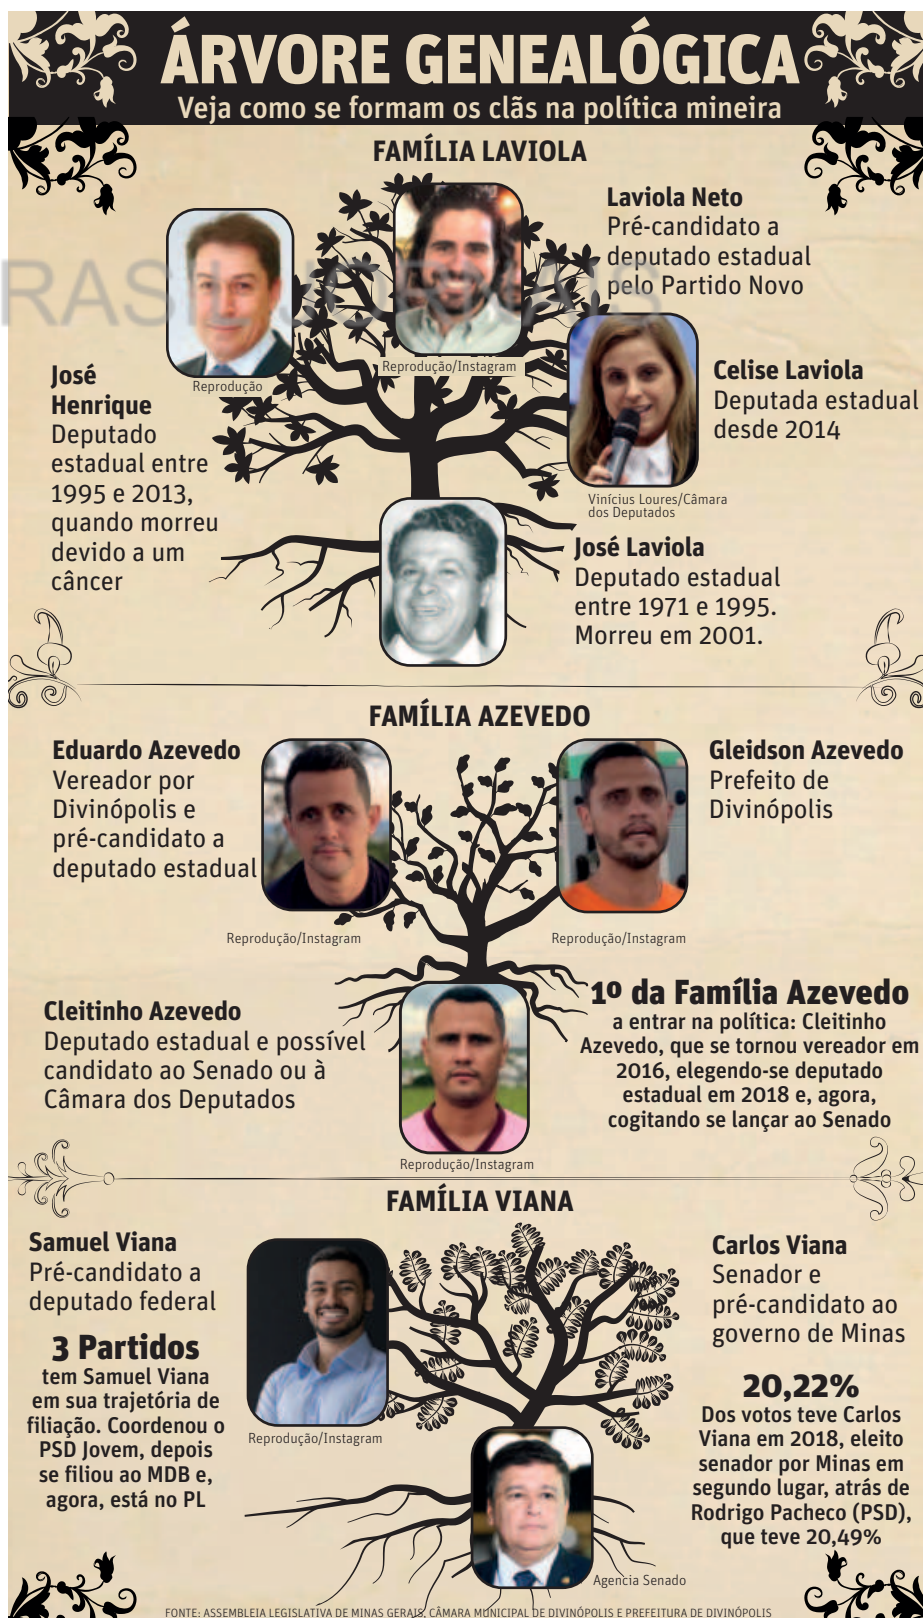 ÁRVORE GENEALÓGICA
Veja como se formam os clãs na política mineira
FAMÍLIA LAVIOLA
Laviola Neto
Pré-candidato a
deputado estadual
pelo Partido Novo
Reprodução
Reprodução/Instagram
José
Henrique
Deputado
estadual entre
1995 e 2013,
quando morreu
devido a um
câncer
Celise Laviola
Deputada estadual
desde 2014
Vinícius Loures/Câmara
dos Deputados
José Laviola
Deputado estadual
entre 1971 e 1995.
Morreu em 2001.
FAMÍLIA AZEVEDO
Eduardo Azevedo
Vereador por
Divinópolis e
pré-candidato a
deputado estadual
Reprodução/Instagram
Gleidson Azevedo
Prefeito de
Divinópolis
Reprodução/Instagram
Cleitinho Azevedo
Deputado estadual e possível
candidato ao Senado ou à
Câmara dos Deputados
Reprodução/Instagram
1º da Família Azevedo
a entrar na política: Cleitinho
Azevedo, que se tornou vereador em
2016, elegendo-se deputado
estadual em 2018 e, agora,
cogitando se lançar ao Senado
FAMÍLIA VIANA
Samuel Viana
Pré-candidato a
deputado federal
3 Partidos
tem Samuel Viana
em sua trajetória de
filiação. Coordenou o
PSD Jovem, depois
se filiou ao MDB e,
agora, está no PL
Reprodução/Instagram
Carlos Viana
Senador e
pré-candidato ao
governo de Minas
20,22%
Dos votos teve Carlos
Viana em 2018, eleito
senador por Minas em
segundo lugar, atrás de
Rodrigo Pacheco (PSD),
que teve 20,49%
Agencia Senado
FONTE: ASSEMBLEIA LEGISLATIVA DE MINAS GERAIS, CÂMARA MUNICIPAL DE DIVINÓPOLIS E PREFEITURA DE DIVINÓPOLIS